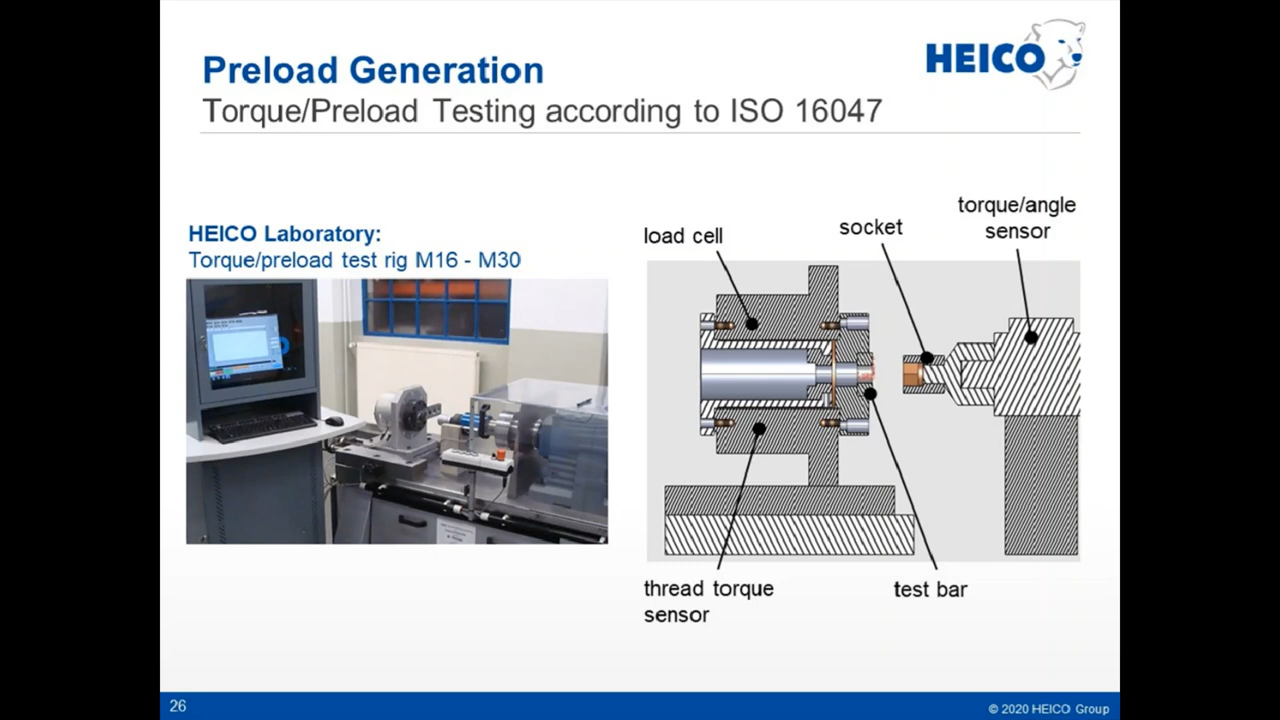 Preload Generation
Torque/Preload Testing according to ISO 16047
HEICO
HEICO Laboratory:
Torque/preload test rig M16 - M30
load cell
socket
torque/angle
sensor
thread torque
sensor
test bar
26
© 2020 HEICO Group